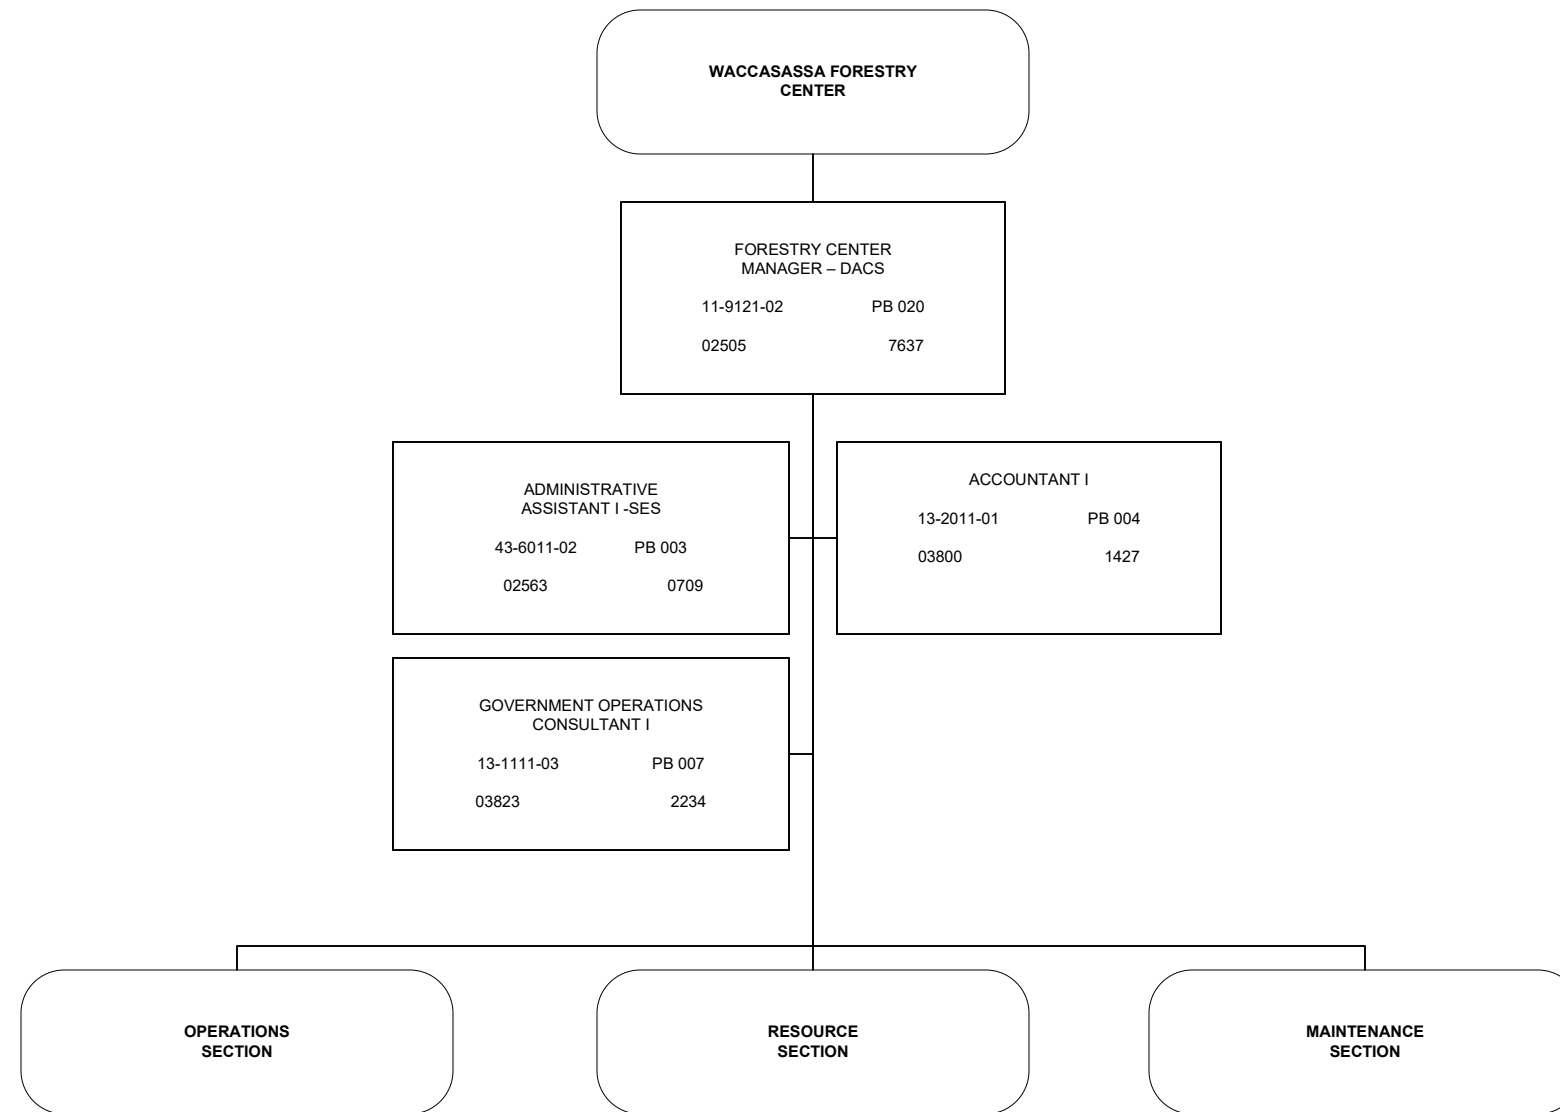 WACCASASSA FORESTRY
CENTER
FORESTRY CENTER
MANAGER – DACS
11-9121-02 PB 020
02505 7637
ADMINISTRATIVE
ASSISTANT I -SES
43-6011-02 PB 003
02563 0709
ACCOUNTANT I
13-2011-01 PB 004
03800 1427
GOVERNMENT OPERATIONS
CONSULTANT I
13-1111-03 PB 007
03823 2234
OPERATIONS
SECTION
RESOURCE
SECTION
MAINTENANCE
SECTION